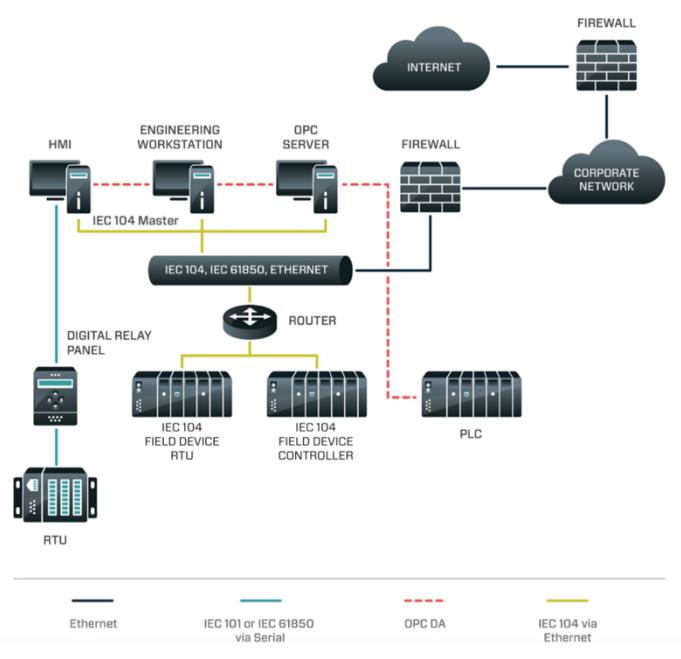 FIREWALL
INTERNET
HMI
ENGINEERING
WORKSTATION
OPC
SERVER
FIREWALL
CORPORATE
NETWORK
IEC 104 Master
IEC 104, IEC 61850, ETHERNET
ROUTER
DIGITAL RELAY
PANEL
IEC 104
FIELD DEVICE
RTU
IEC 104
FIELD DEVICE
CONTROLLER
PLC
RTU
Ethernet
IEC 101 or IEC 61850
via Serial
OPC DA
IEC 104 via
Ethernet